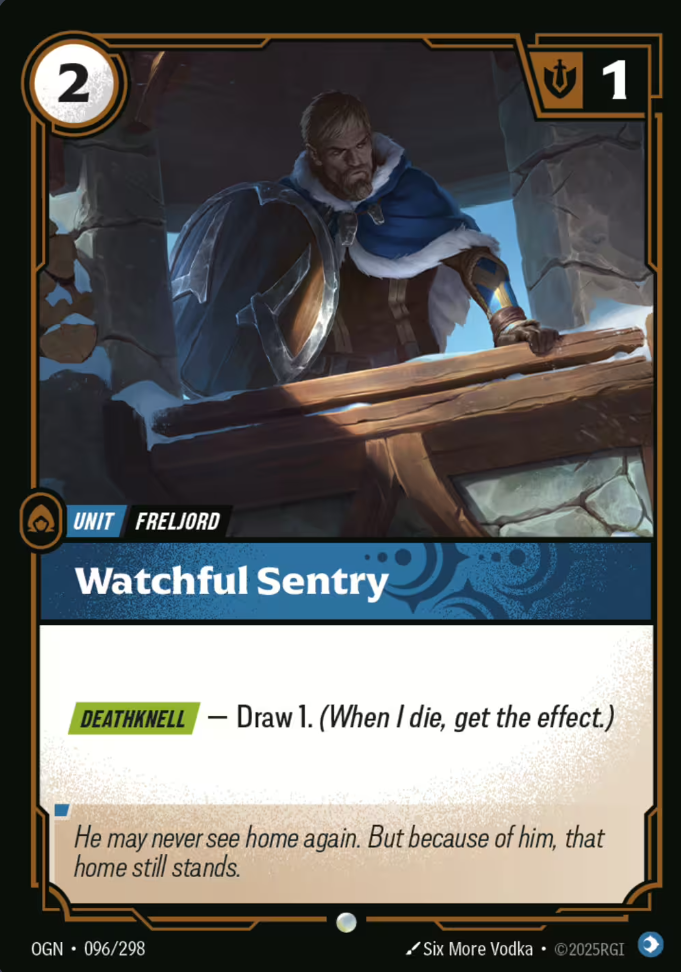 2
1
UNIT FRELJORD
Watchful Sentry
DEATHKNELL — Draw 1. (When I die, get the effect.)
He may never see home again. But because of him, that
home still stands.
OGN • 096/298 Six More Vodka • ©2025RGI